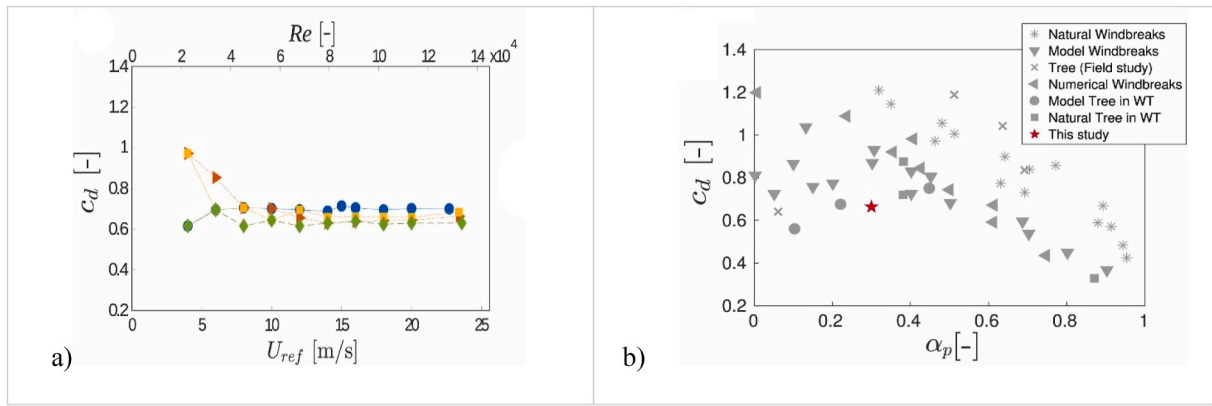 Re [-]
0 2 4 6 8 10 12 14 x10⁴
1.4
1.2
1
0.8
0.6
0.4
0.2
c_d [-]
0 5 10 15 20 25
U_ref [m/s]
a)
Natural Windbreaks
Model Windbreaks
Tree (Field study)
Numerical Windbreaks
Model Tree in WT
Natural Tree in WT
This study
1.4
1.2
1
0.8
0.6
0.4
0.2
c_d [-]
0 0.2 0.4 0.6 0.8 1
α_p[-]
b)